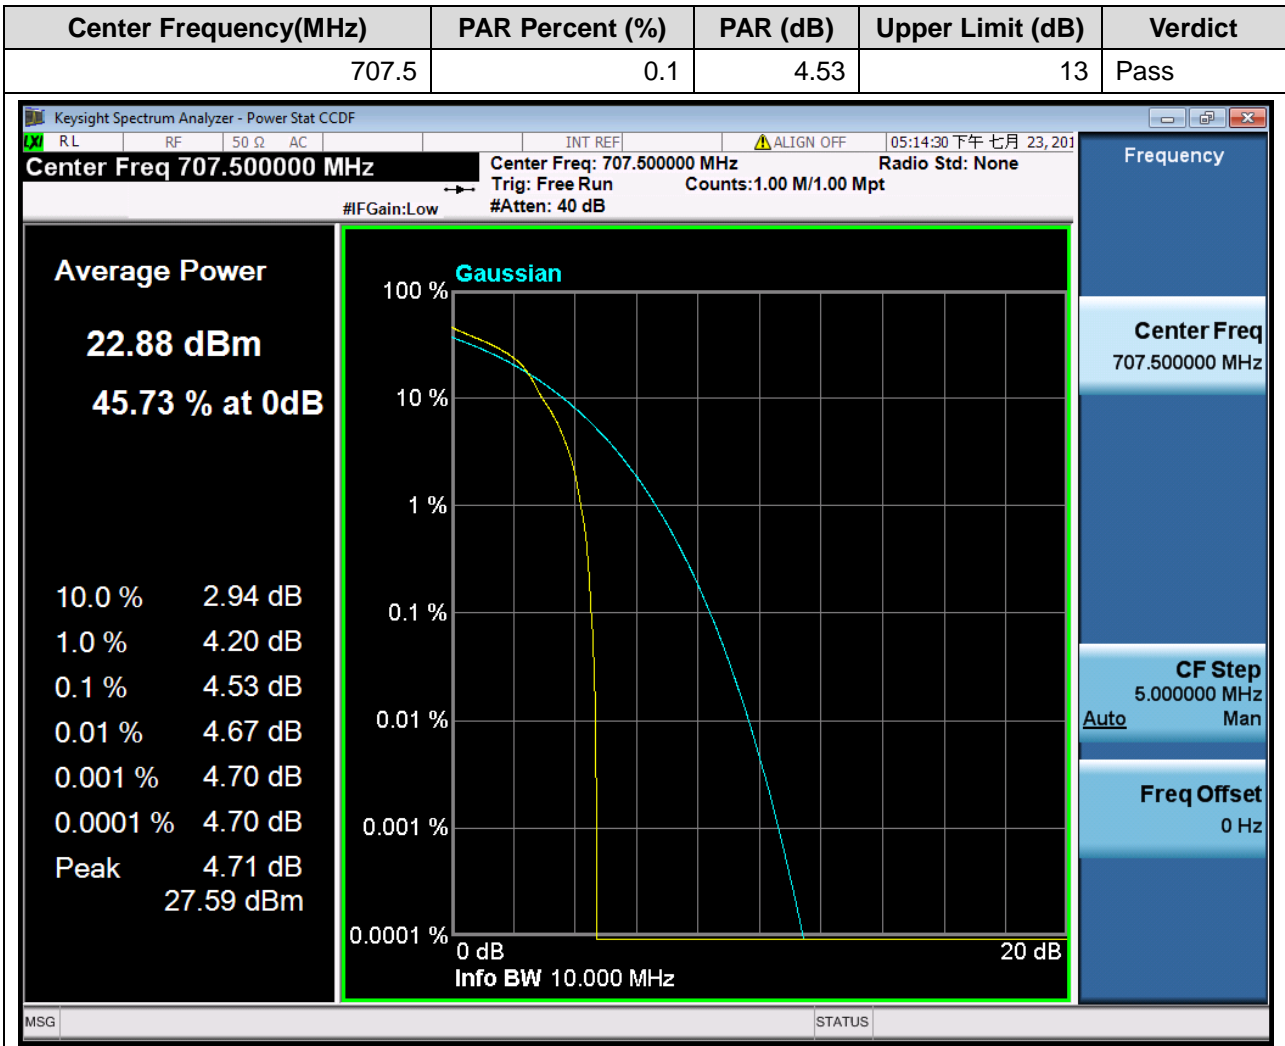 Center Frequency(MHz) PAR Percent (%) PAR (dB) Upper Limit (dB) Verdict
707.5 0.1 4.53 13 Pass
Keysight Spectrum Analyzer - Power Stat CCDF
LXI RL RF 50 Ω AC INT REF ALIGN OFF 05:14:30 下午 七月 23, 201
Center Freq 707.500000 MHz
Center Freq: 707.500000 MHz Radio Std: None
Trig: Free Run Counts:1.00 M/1.00 Mpt
#IFGain:Low #Atten: 40 dB
Frequency
Average Power
22.88 dBm
45.73 % at 0dB
10.0 % 2.94 dB
1.0 % 4.20 dB
0.1 % 4.53 dB
0.01 % 4.67 dB
0.001 % 4.70 dB
0.0001 % 4.70 dB
Peak 4.71 dB
27.59 dBm
Gaussian
100 %
10 %
1 %
0.1 %
0.01 %
0.001 %
0.0001 %
0 dB 20 dB
Info BW 10.000 MHz
Center Freq
707.500000 MHz
CF Step
5.000000 MHz
Auto Man
Freq Offset
0 Hz
MSG STATUS